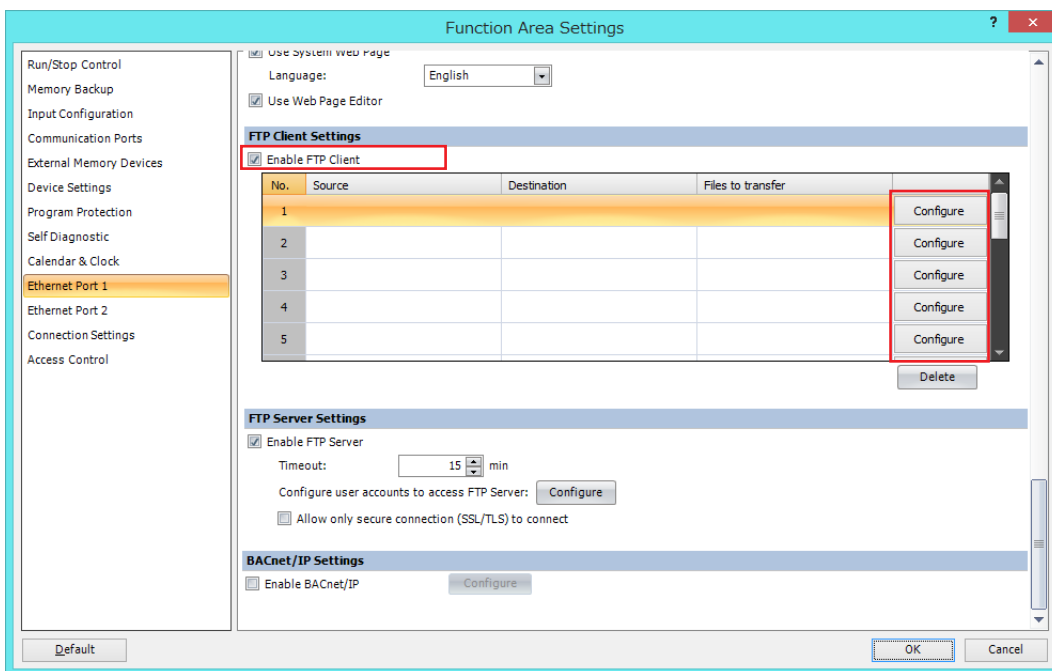 Function Area Settings
?
×
Run/Stop Control
Memory Backup
Input Configuration
Communication Ports
External Memory Devices
Device Settings
Program Protection
Self Diagnostic
Calendar & Clock
Ethernet Port 1
Ethernet Port 2
Connection Settings
Access Control
Use System Web Page
Language: English
Use Web Page Editor
FTP Client Settings
Enable FTP Client
No. Source Destination Files to transfer
1 Configure
2 Configure
3 Configure
4 Configure
5 Configure
Delete
FTP Server Settings
Enable FTP Server
Timeout: 15 min
Configure user accounts to access FTP Server: Configure
Allow only secure connection (SSL/TLS) to connect
BACnet/IP Settings
Enable BACnet/IP Configure
Default OK Cancel